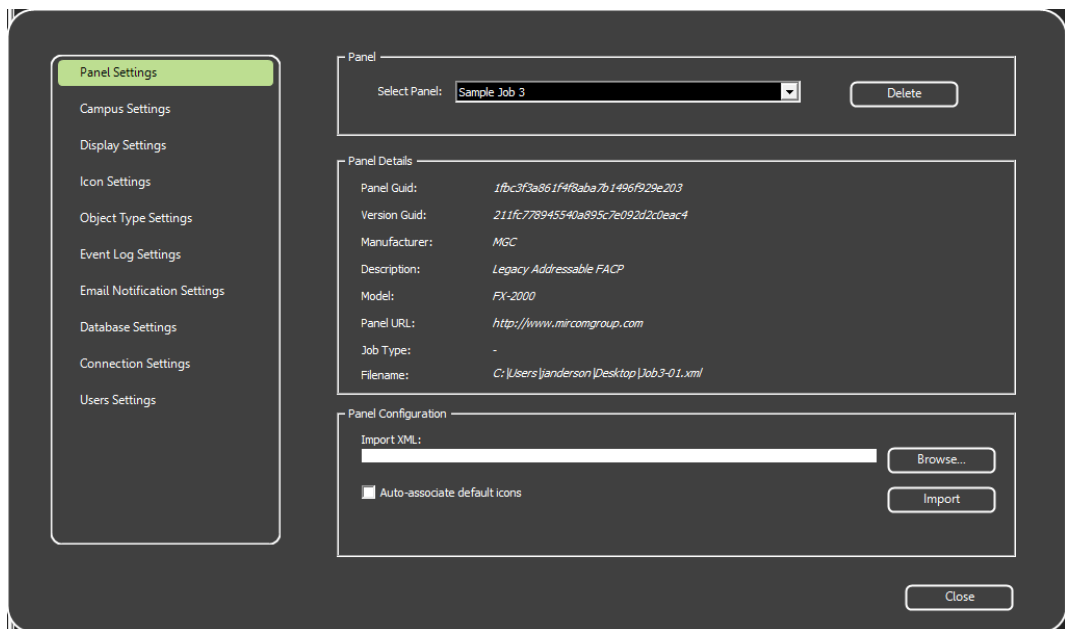 Panel Settings
Campus Settings
Display Settings
Icon Settings
Object Type Settings
Event Log Settings
Email Notification Settings
Database Settings
Connection Settings
Users Settings
Panel
Select Panel: Sample Job 3 Delete
Panel Details
Panel Guid: 1fbc3f3a861f4f8aba7b1496f929e203
Version Guid: 211fc778945540a895c7e092d2c0eac4
Manufacturer: MGC
Description: Legacy Addressable FACP
Model: FX-2000
Panel URL: http://www.mircomgroup.com
Job Type: -
Filename: C:\Users\janderson\Desktop\Job3-01.xml
Panel Configuration
Import XML:
Browse...
Auto-associate default icons
Import
Close